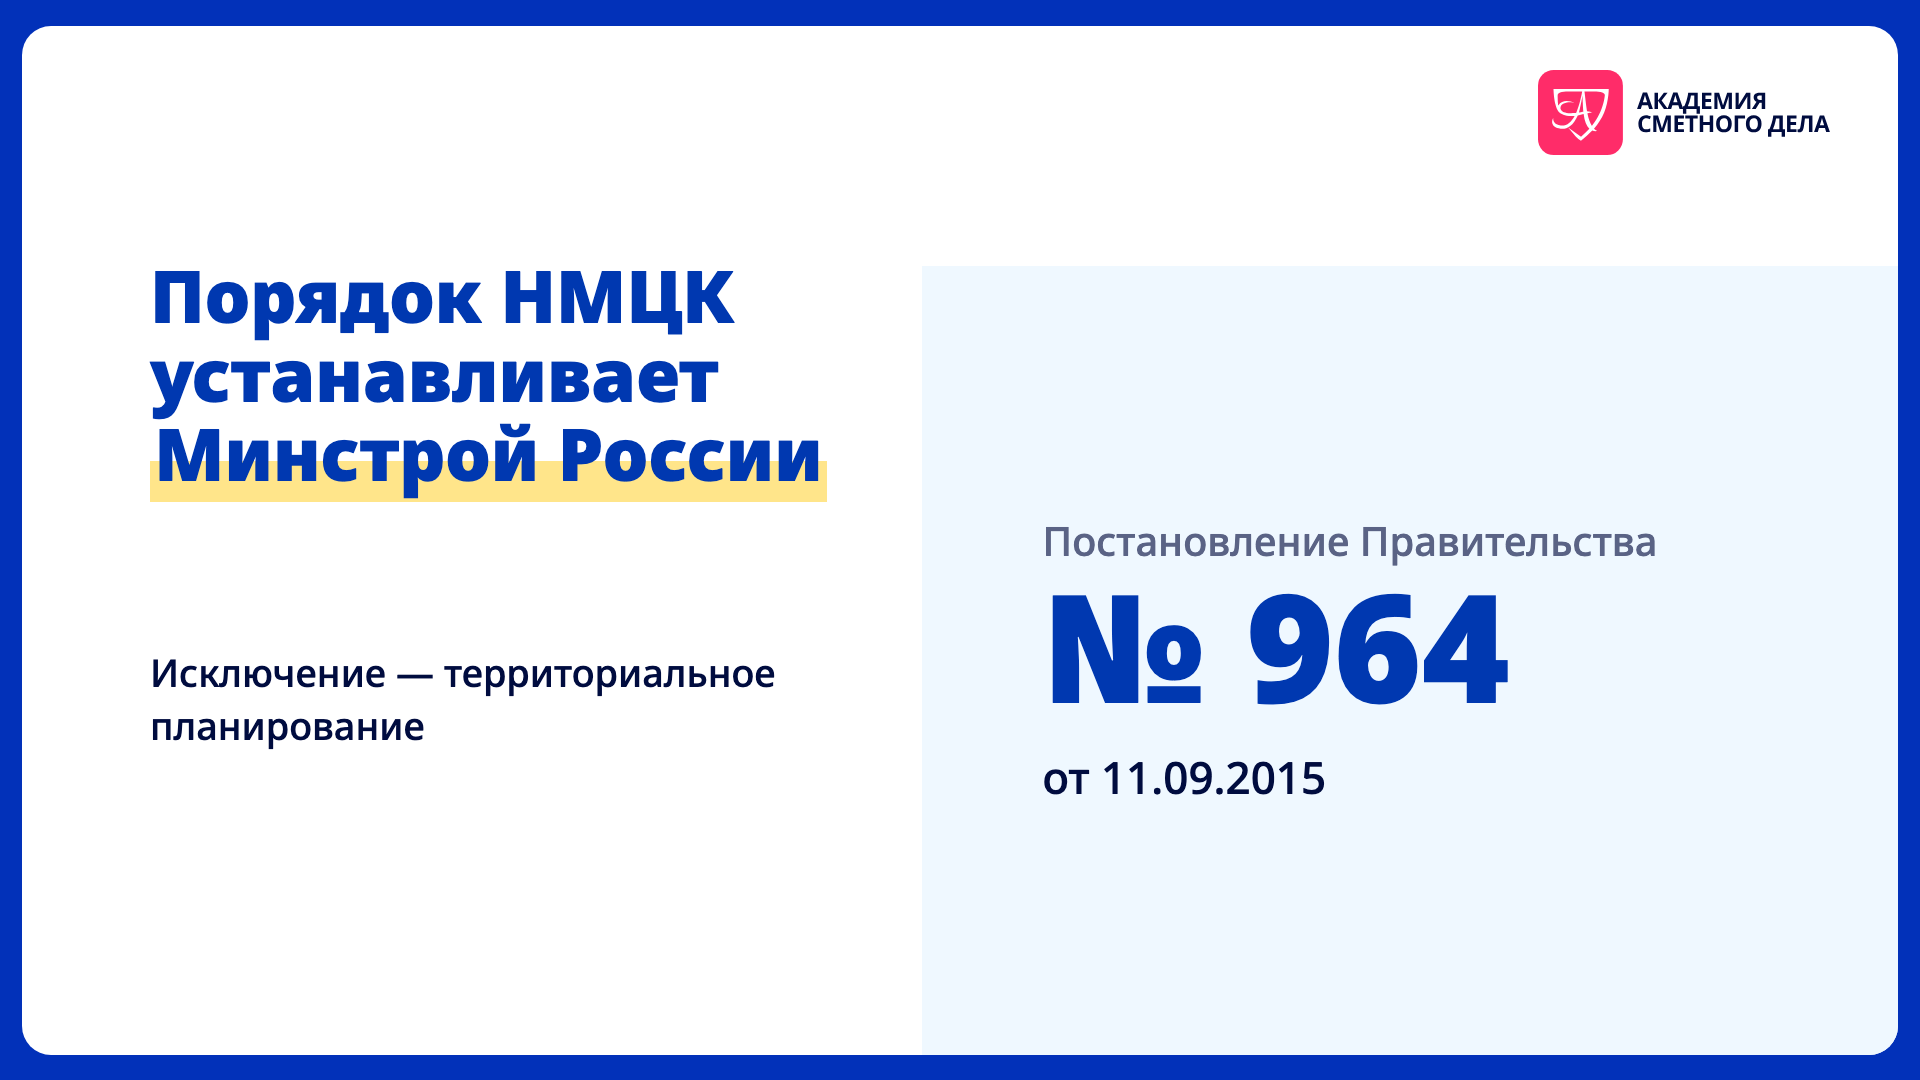 АКАДЕМИЯ
СМЕТНОГО ДЕЛА
Порядок НМЦК
устанавливает
Минстрой России
Исключение — территориальное
планирование
Постановление Правительства
№ 964
от 11.09.2015